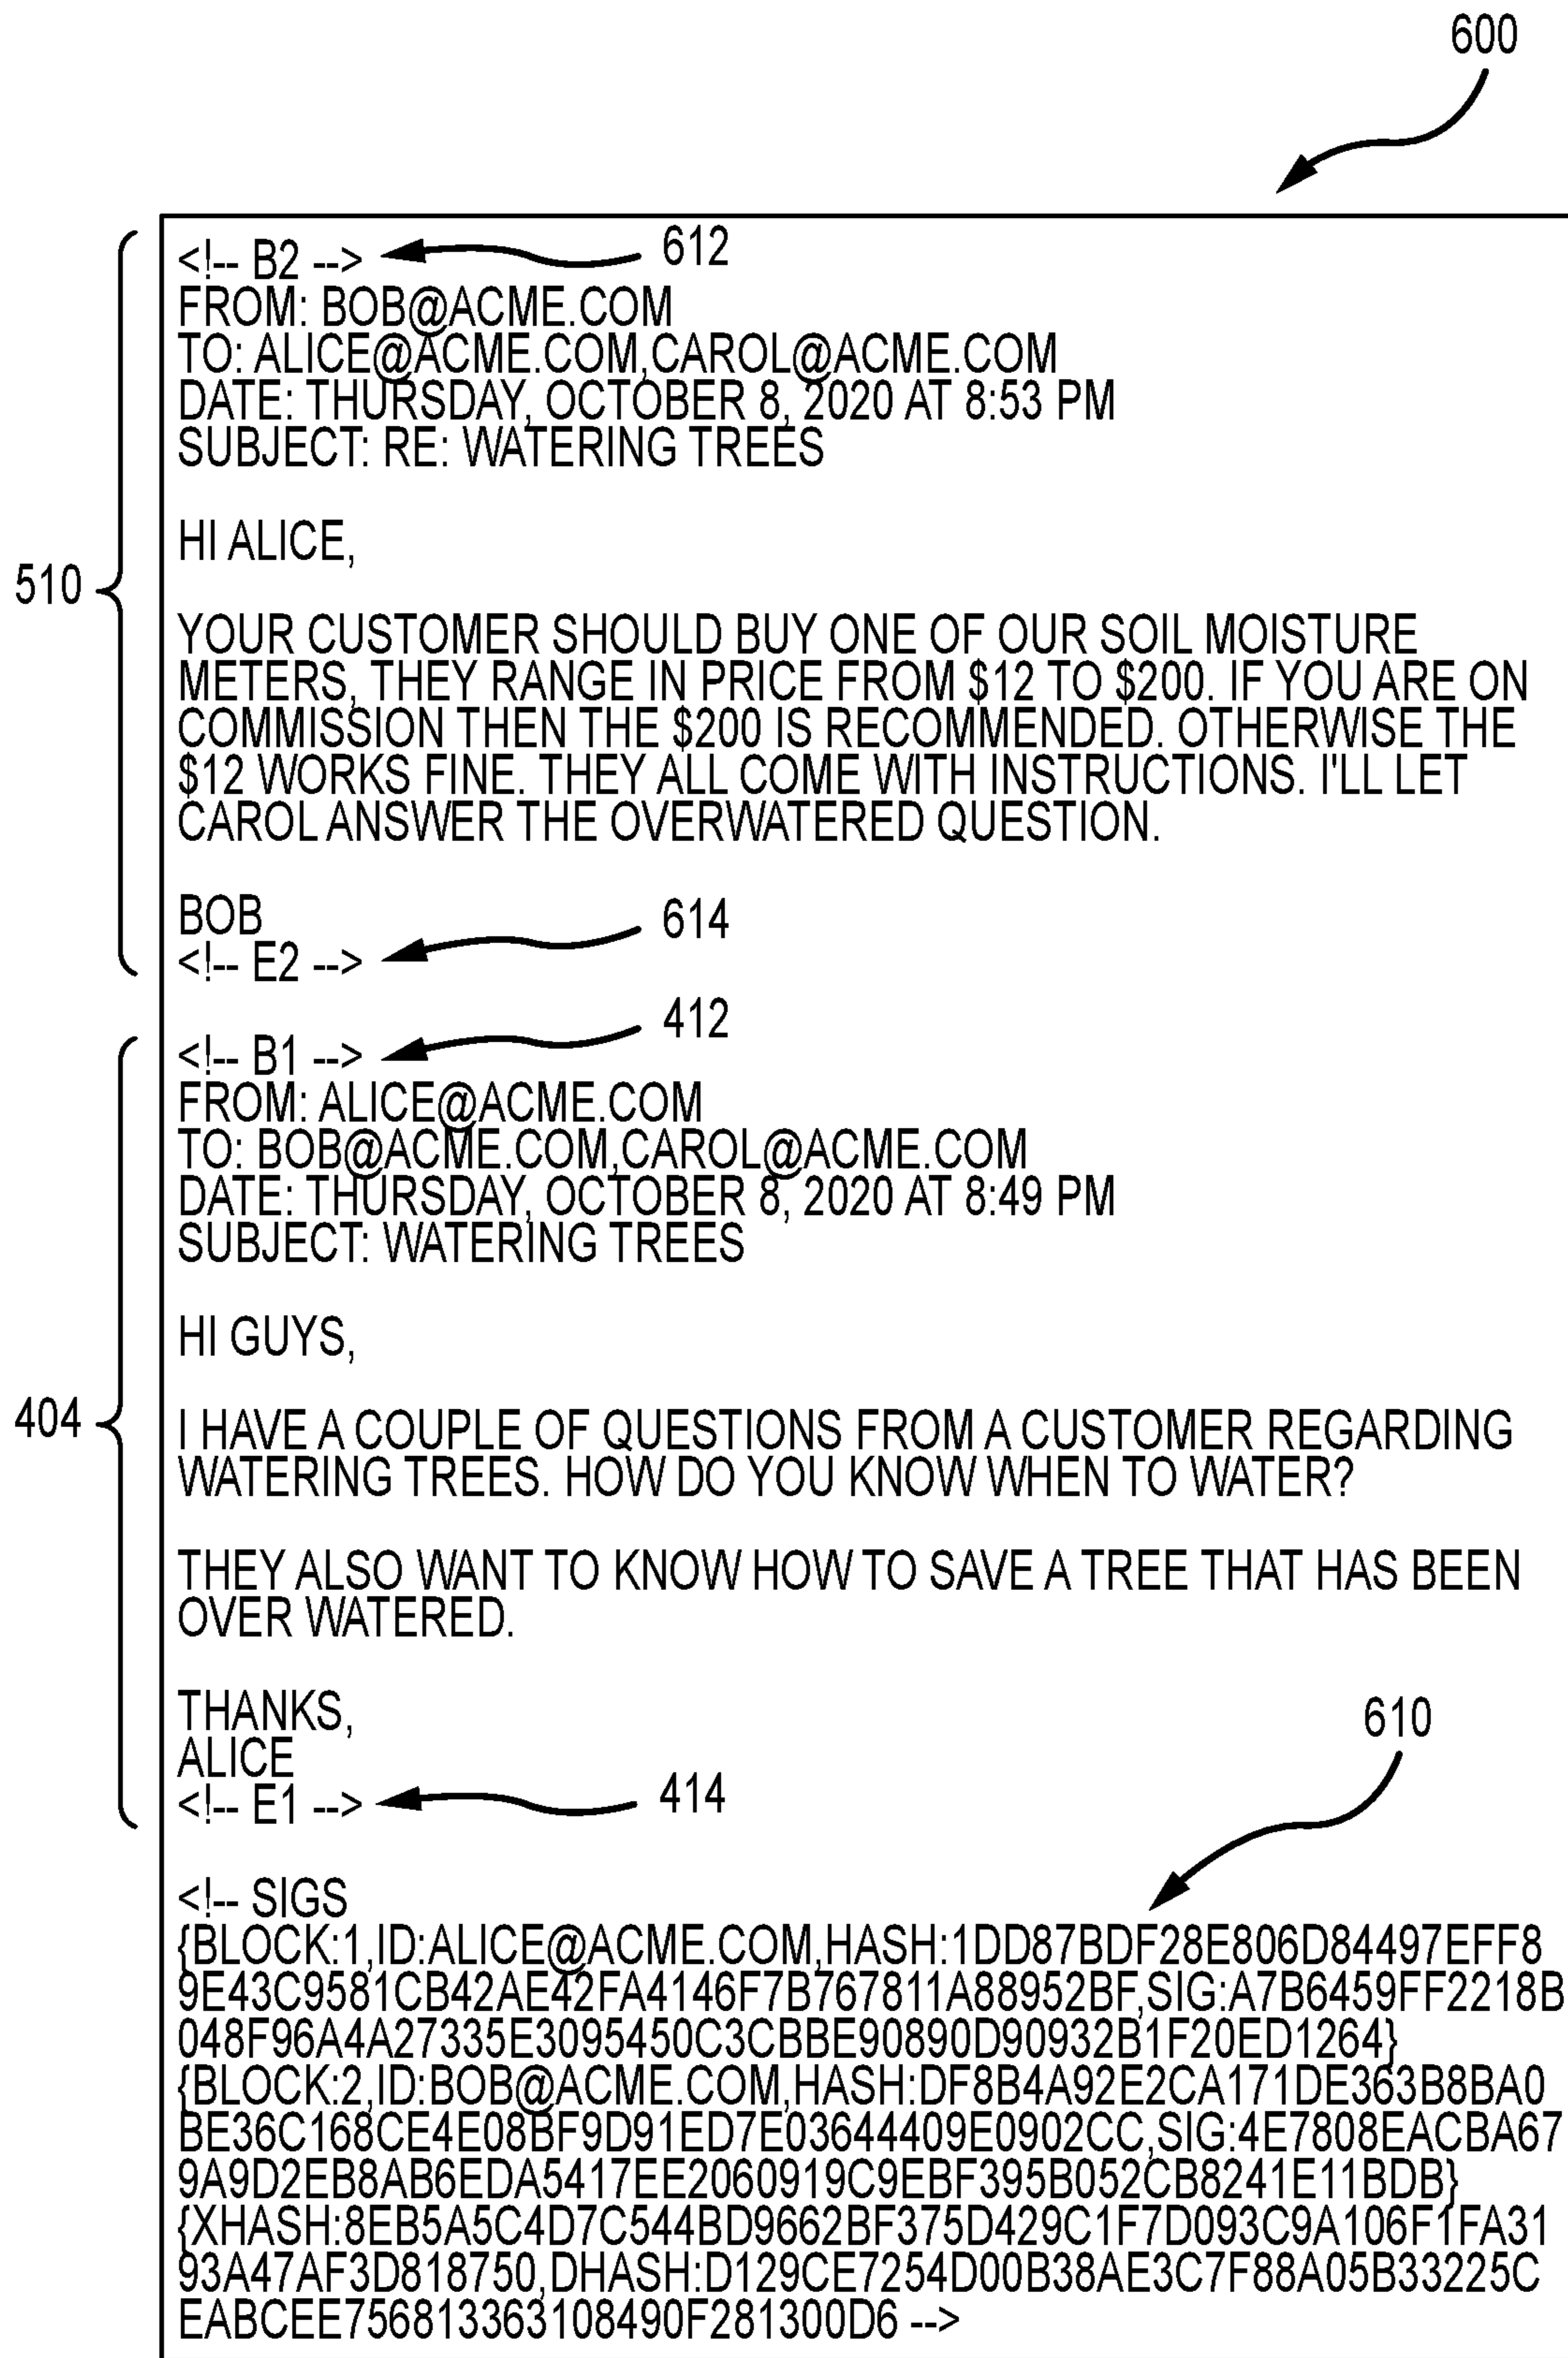 600
<!-- B2 -->
612
FROM: BOB@ACME.COM
TO: ALICE@ACME.COM,CAROL@ACME.COM
DATE: THURSDAY, OCTOBER 8, 2020 AT 8:53 PM
SUBJECT: RE: WATERING TREES
HI ALICE,
510
YOUR CUSTOMER SHOULD BUY ONE OF OUR SOIL MOISTURE
METERS, THEY RANGE IN PRICE FROM $12 TO $200. IF YOU ARE ON
COMMISSION THEN THE $200 IS RECOMMENDED. OTHERWISE THE
$12 WORKS FINE. THEY ALL COME WITH INSTRUCTIONS. I'LL LET
CAROL ANSWER THE OVERWATERED QUESTION.
BOB
614
<!-- E2 -->
412
<!-- B1 -->
FROM: ALICE@ACME.COM
TO: BOB@ACME.COM,CAROL@ACME.COM
DATE: THURSDAY, OCTOBER 8, 2020 AT 8:49 PM
SUBJECT: WATERING TREES
HI GUYS,
404
I HAVE A COUPLE OF QUESTIONS FROM A CUSTOMER REGARDING
WATERING TREES. HOW DO YOU KNOW WHEN TO WATER?
THEY ALSO WANT TO KNOW HOW TO SAVE A TREE THAT HAS BEEN
OVER WATERED.
THANKS,
610
ALICE
<!-- E1 -->
414
<!-- SIGS
{BLOCK:1,ID:ALICE@ACME.COM,HASH:1DD87BDF28E806D84497EFF8
9E43C9581CB42AE42FA4146F7B767811A88952BF,SIG:A7B6459FF2218B
048F96A4A27335E3095450C3CBBE90890D90932B1F20ED1264}
{BLOCK:2,ID:BOB@ACME.COM,HASH:DF8B4A92E2CA171DE363B8BA0
BE36C168CE4E08BF9D91ED7E03644409E0902CC,SIG:4E7808EACBA67
9A9D2EB8AB6EDA5417EE2060919C9EBF395B052CB8241E11BDB}
{XHASH:8EB5A5C4D7C544BD9662BF375D429C1F7D093C9A106F1FA31
93A47AF3D818750,DHASH:D129CE7254D00B38AE3C7F88A05B33225C
EABCEE756813363108490F281300D6 -->